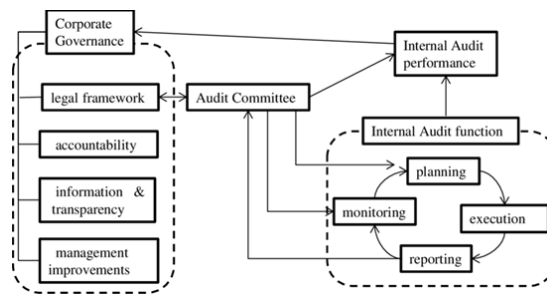 Corporate
Governance
legal framework
accountability
information &
transparency
management
improvements
Audit Committee
Internal Audit
performance
Internal Audit function
planning
monitoring
execution
reporting